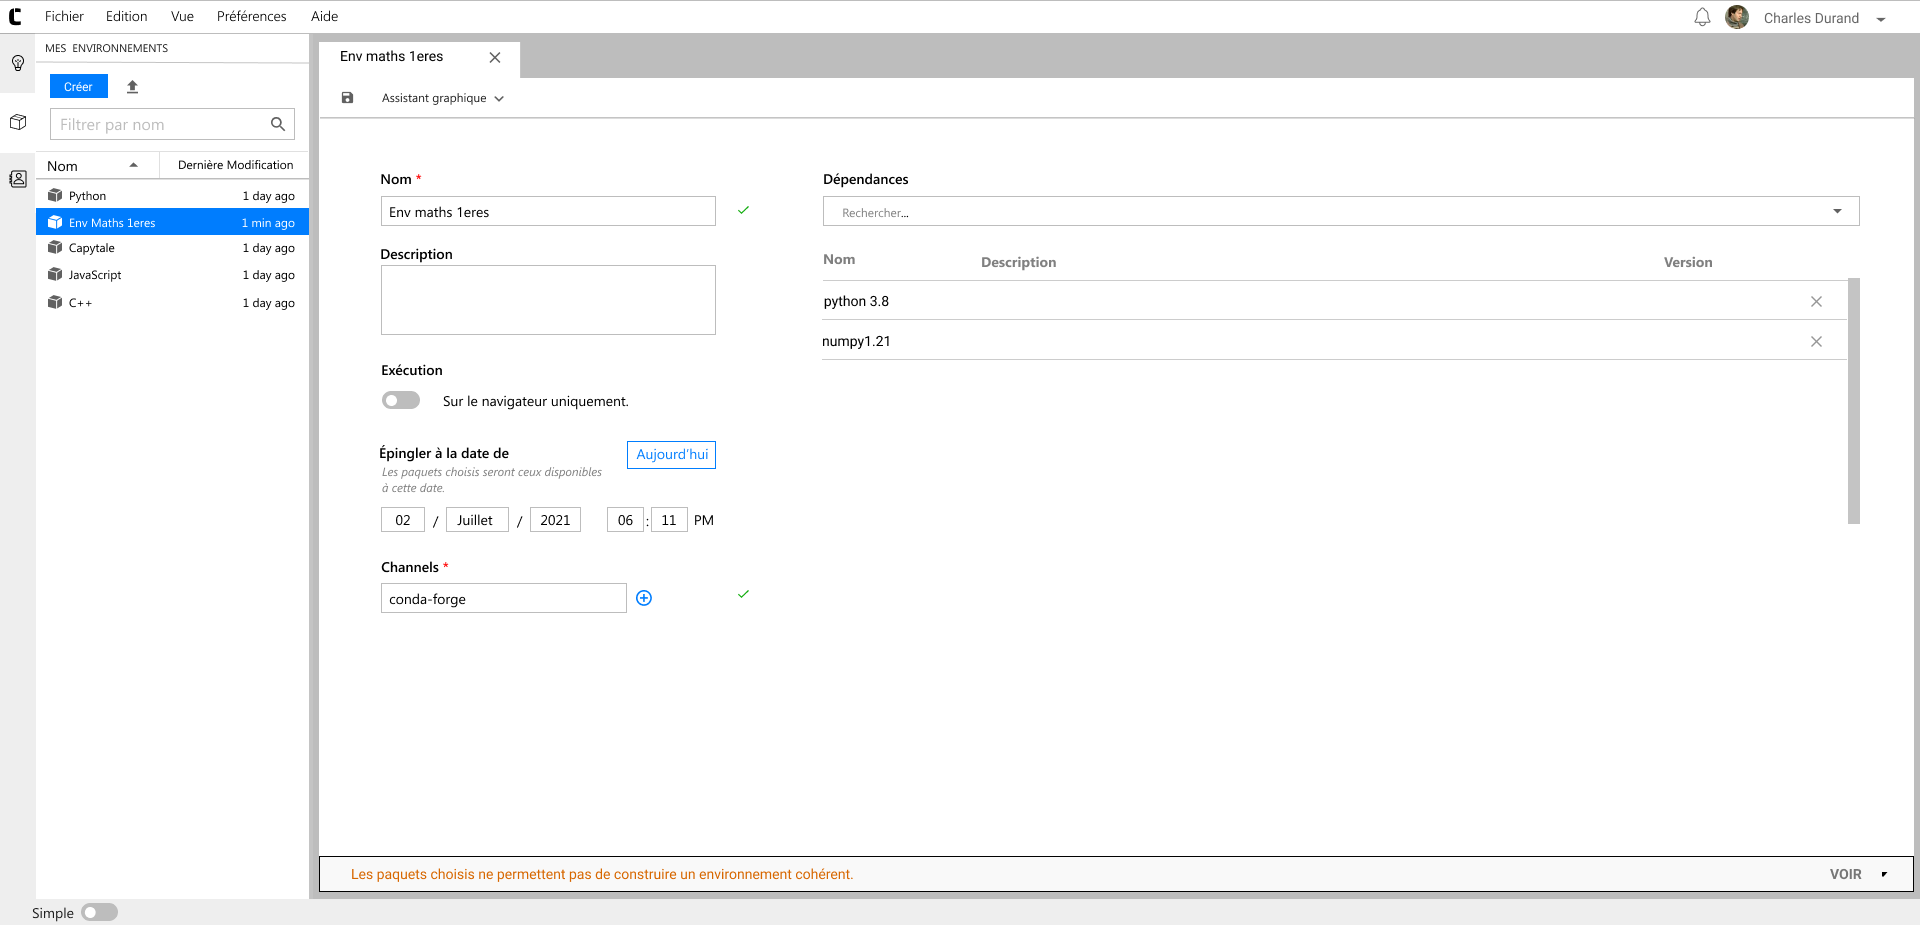 Fichier Edition Vue Préférences Aide
Charles Durand
MES ENVIRONNEMENTS
Créer
Filtrer par nom
Nom Dernière Modification
Python 1 day ago
Env Maths 1eres 1 min ago
Capytale 1 day ago
JavaScript 1 day ago
C++ 1 day ago
Env maths 1eres
Assistant graphique
Nom *
Env maths 1eres
Description
Exécution
Sur le navigateur uniquement.
Épingler à la date de
Aujourd'hui
Les paquets choisis seront ceux disponibles
à cette date.
02 / Juillet / 2021 06 : 11 PM
Channels *
conda-forge
Dépendances
Rechercher...
Nom Description Version
python 3.8
numpy1.21
Les paquets choisis ne permettent pas de construire un environnement cohérent.
VOIR
Simple